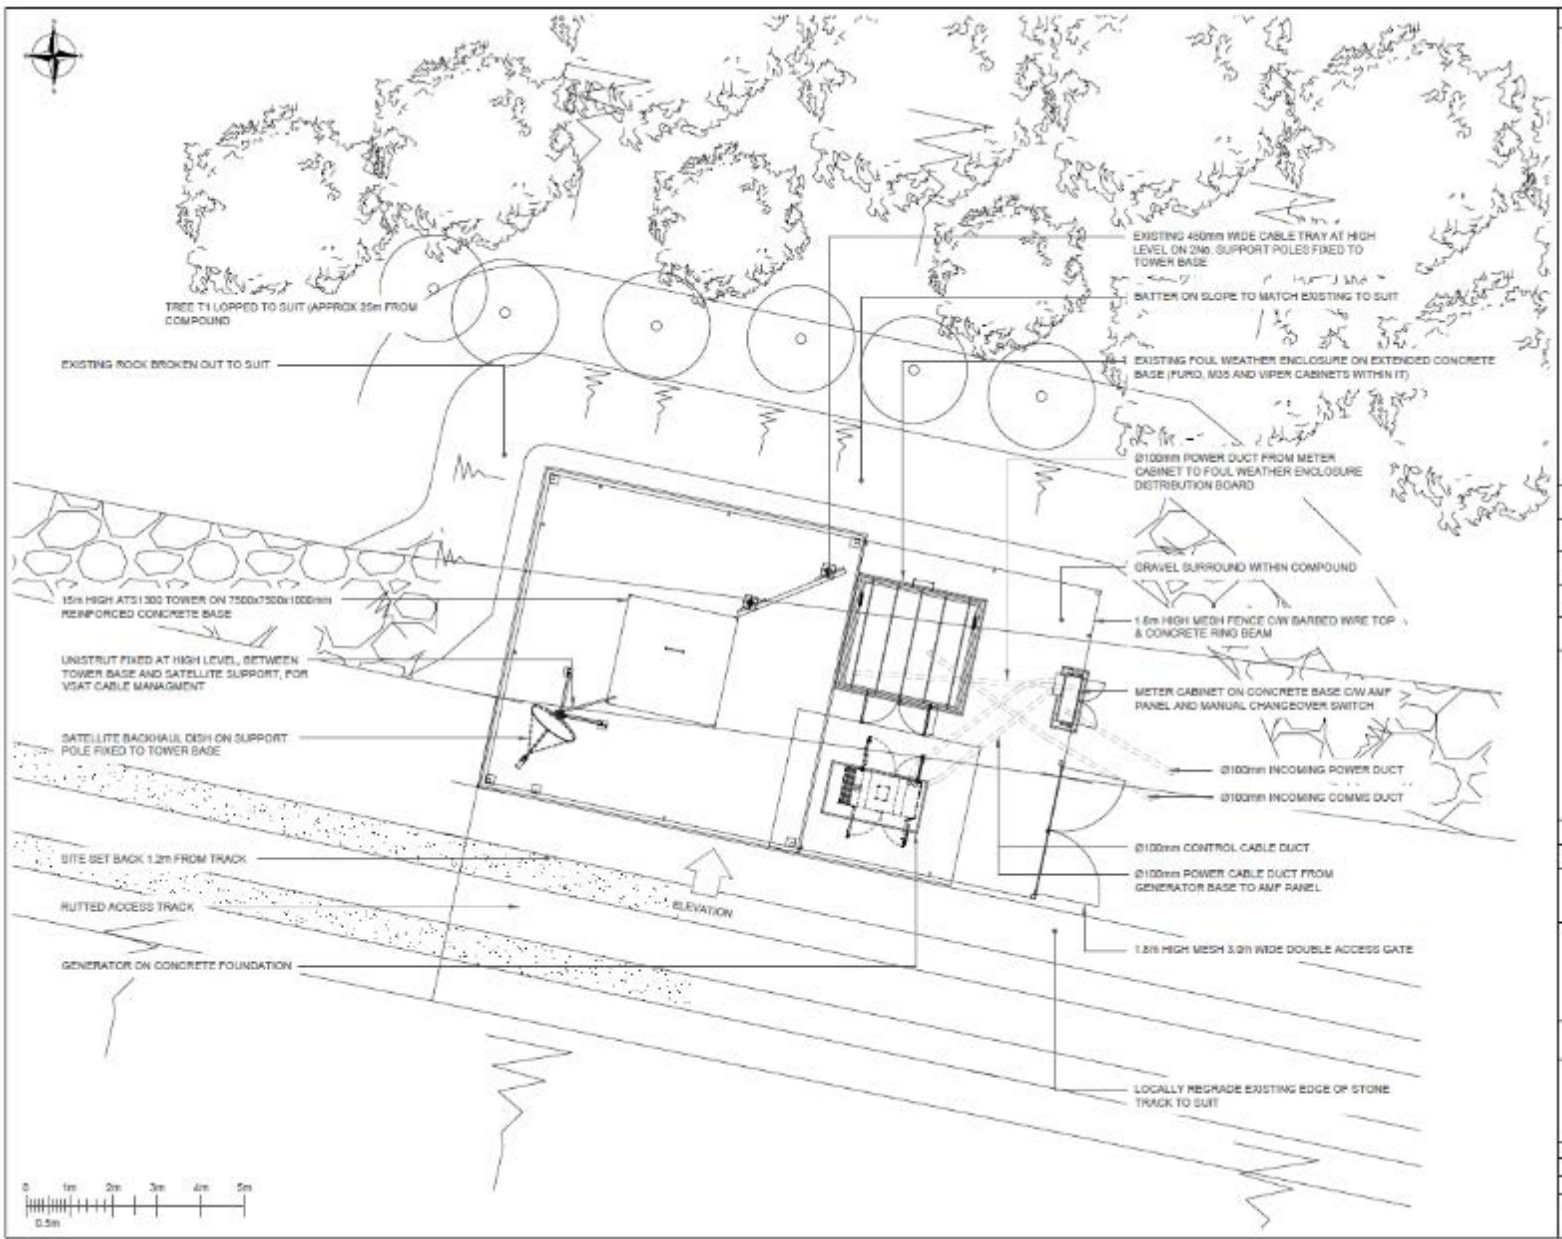 EXISTING 450mm WIDE CABLE TRAY AT HIGH
LEVEL ON 2No. SUPPORT POLES FIXED TO
TOWER BASE
BATTER ON SLOPE TO MATCH EXISTING TO SUIT
TREE T1 LOPPED TO SUIT (APPROX 25m FROM
COMPOUND
EXISTING ROCK BROKEN OUT TO SUIT
EXISTING FOUL WEATHER ENCLOSURE ON EXTENDED CONCRETE
BASE (FURO, M35 AND VIPER CABINETS WITHIN IT)
Ø100mm POWER DUCT FROM METER
CABINET TO FOUL WEATHER ENCLOSURE
DISTRIBUTION BOARD
GRAVEL SURROUND WITHIN COMPOUND
15m HIGH ATS1300 TOWER ON 7500x7500x1000mm
REINFORCED CONCRETE BASE
1.8m HIGH MESH FENCE C/W BARBED WIRE TOP
& CONCRETE RING BEAM
UNISTRUT FIXED AT HIGH LEVEL, BETWEEN
TOWER BASE AND SATELLITE SUPPORT, FOR
VSAT CABLE MANAGMENT
METER CABINET ON CONCRETE BASE C/W AMF
PANEL AND MANUAL CHANGEOVER SWITCH
SATELLITE BACKHAUL DISH ON SUPPORT
POLE FIXED TO TOWER BASE
Ø100mm INCOMING POWER DUCT
Ø100mm INCOMING COMMS DUCT
Ø100mm CONTROL CABLE DUCT
SITE SET BACK 1.2m FROM TRACK
Ø100mm POWER CABLE DUCT FROM
GENERATOR BASE TO AMF PANEL
RUTTED ACCESS TRACK
ELEVATION
1.8m HIGH MESH 3.0m WIDE DOUBLE ACCESS GATE
GENERATOR ON CONCRETE FOUNDATION
LOCALLY REGRADE EXISTING EDGE OF STONE
TRACK TO SUIT
0 1m 2m 3m 4m 5m
0.5m